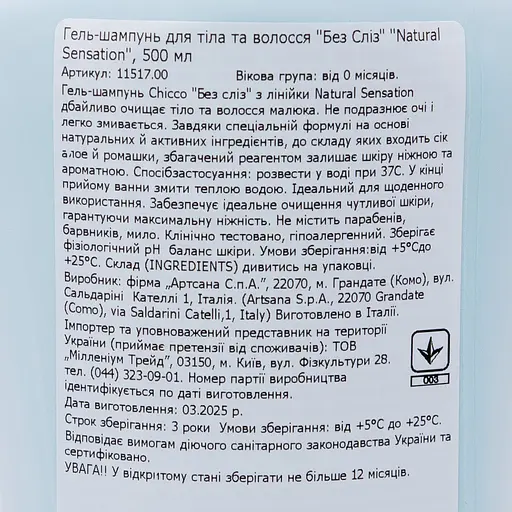 Гель-шампунь для тіла та волосся "Без Сліз" "Natural
Sensation", 500 мл
Артикул: 11517.00 Вікова група: від 0 місяців.
Гель-шампунь Chicco "Без сліз" з лінійки Natural Sensation
дбайливо очищає тіло та волосся малюка. Не подразнює очі і
легко змивається. Завдяки спеціальній формулі на основі
натуральних й активних інгредієнтів, до складу яких входить сік
алое й ромашки, збагачений реагентом залишає шкіру ніжною та
ароматною. Спосібзастосування: розвести у воді при 37С. У кінці
прийому ванни змити теплою водою. Ідеальний для щоденного
використання. Забезпечує ідеальне очищення чутливої шкіри,
гарантуючи максимальну ніжність. Не містить парабенів,
барвників, мило. Клінічно тестовано, гіпоалергенний. Зберігає
фізіологічний pH баланс шкіри. Умови зберігання:від +5°Сдо
+25°С. Склад (INGREDIENTS) дивитись на упаковці.
Виробник: фірма „Артсана С.п.А.", 22070, м. Грандате (Комо), вул.
Сальдаріні Кателлі 1, Італія. (Artsana S.p.A., 22070 Grandate
(Como), via Saldarini Catelli,1, Italy) Виготовлено в Італії.
Імпортер та уповноважений представник на території
України (приймає претензії від споживачів): ТОВ
„Мілленіум Трейд", 03150, м. Київ, вул. Фізкультури 28.
тел. (044) 323-09-01. Номер партії виробництва
ідентифікується по даті виготовлення.
003
Дата виготовлення: 03.2025 р.
Строк зберігання: 3 роки Умови зберігання: від +5°С до +25°С.
Відповідає вимогам діючого санітарного законодавства України та
сертифіковано.
УВАГА!! У відкритому стані зберігати не більше 12 місяців.